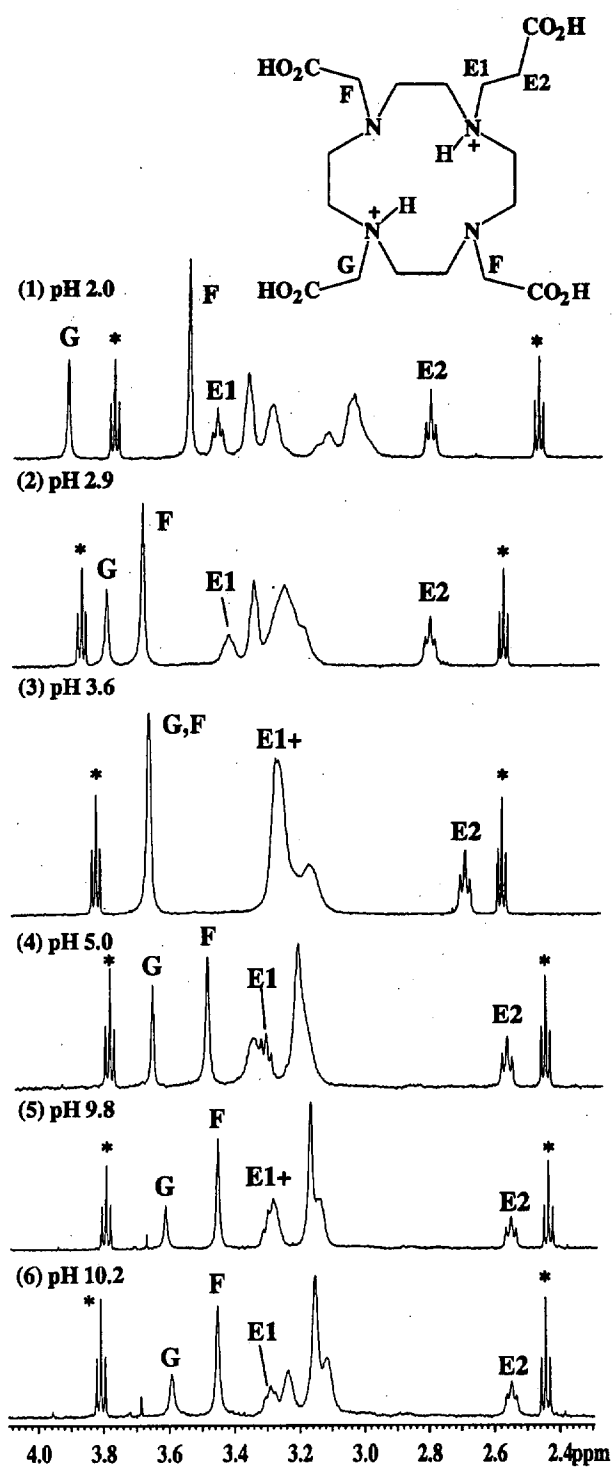 CO₂H
HO₂C E1 E2
F
N N
H +
+ H
N N
G F
HO₂C CO₂H
(1) pH 2.0
F
G * E1 E2 *
(2) pH 2.9
* G F E1 E2 *
(3) pH 3.6
* G,F E1+ E2 *
(4) pH 5.0
* G F E1 E2 *
(5) pH 9.8
* G F E1+ E2 *
(6) pH 10.2
* G F E1 E2 *
4.0 3.8 3.6 3.4 3.2 3.0 2.8 2.6 2.4 ppm